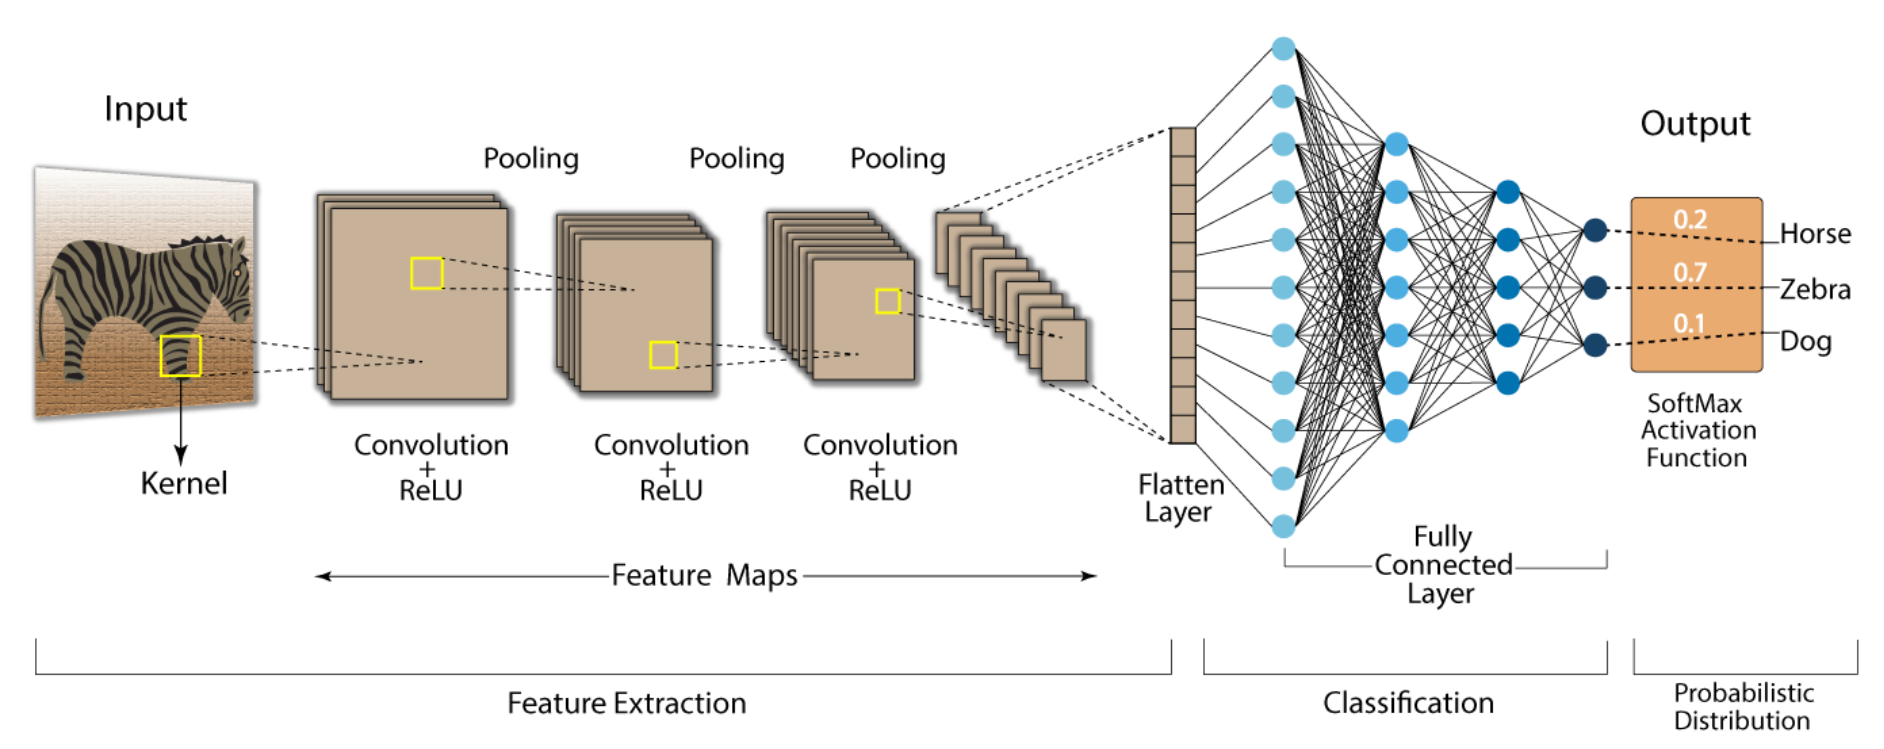 Input
Pooling
Pooling
Pooling
Output
0.2
Horse
0.7
Zebra
0.1
Dog
Kernel
Convolution
+
ReLU
Convolution
+
ReLU
Convolution
+
ReLU
Flatten
Layer
SoftMax
Activation
Function
Feature Maps
Fully
Connected
Layer
Feature Extraction
Classification
Probabilistic
Distribution